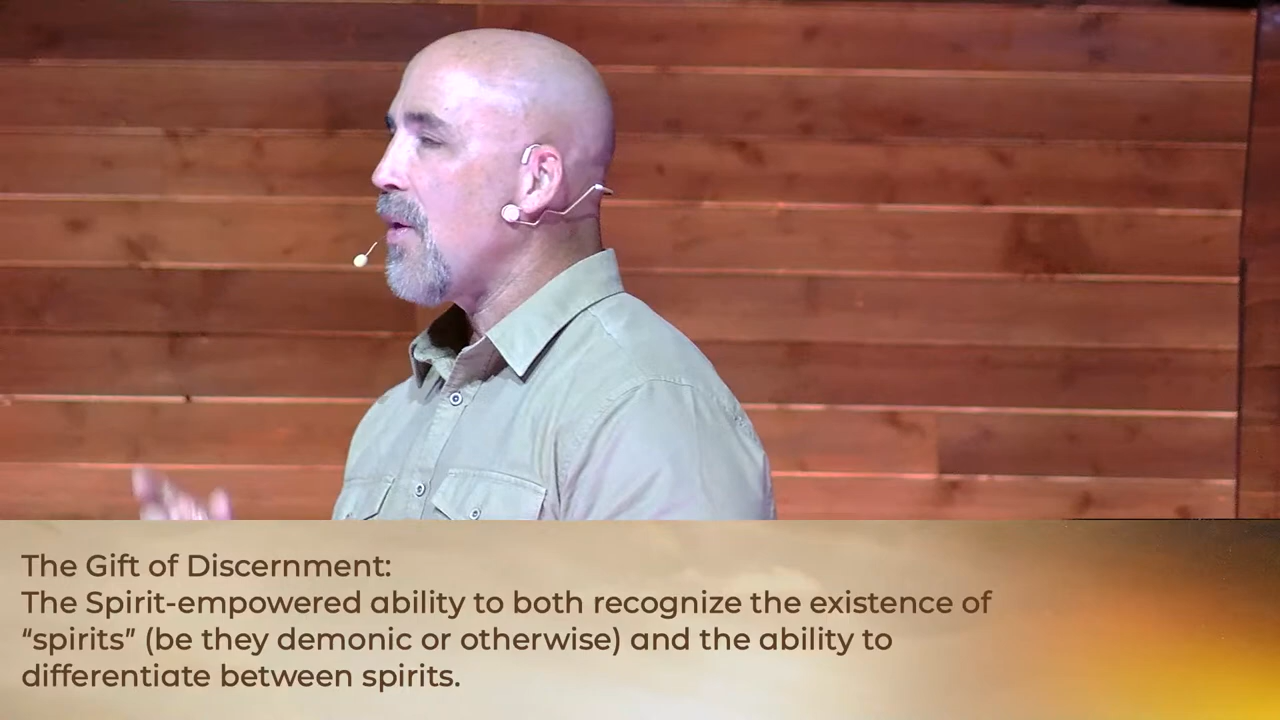 The Gift of Discernment:
The Spirit-empowered ability to both recognize the existence of
“spirits” (be they demonic or otherwise) and the ability to
differentiate between spirits.